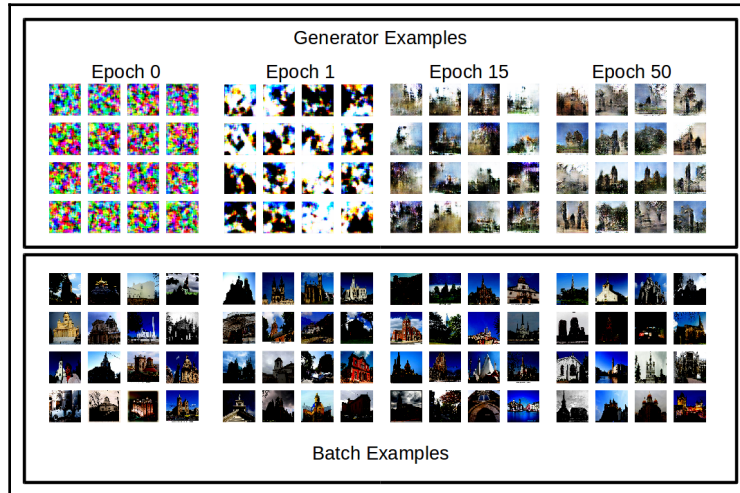 Generator Examples
Epoch 0
Epoch 1
Epoch 15
Epoch 50
Batch Examples